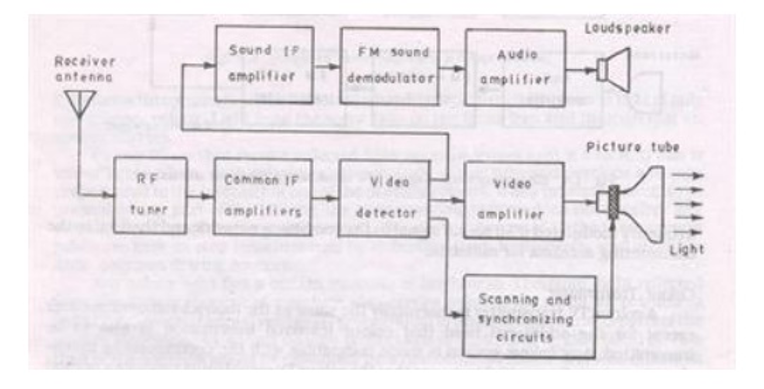 Loudspeaker
Receiver
antenna
Sound IF
amplifier
FM sound
demodulator
Audio
amplifier
Picture tube
RF
tuner
Common IF
amplifiers
Video
detector
Video
amplifier
Light
Scanning and
synchronizing
circuits